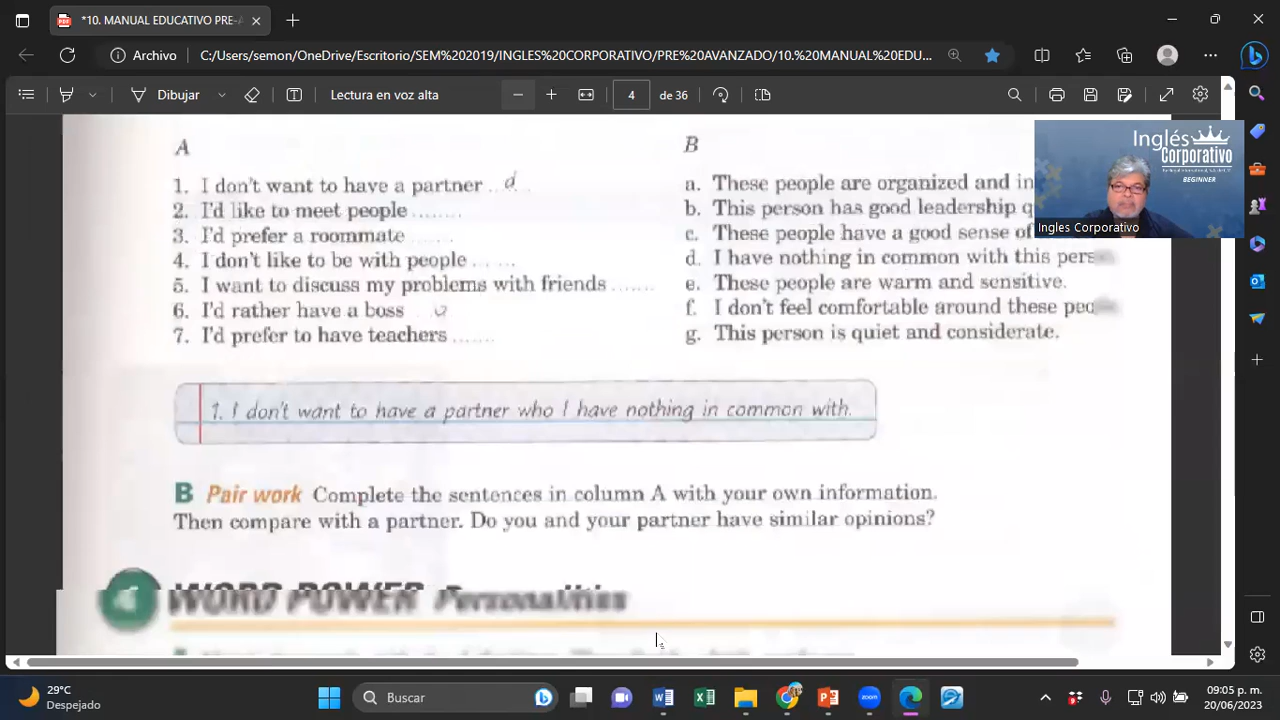 *10. MANUAL EDUCATIVO PRE-A
Archivo
C:/Users/semon/OneDrive/Escritorio/SEM%202019/INGLES%20CORPORATIVO/PRE%20AVANZADO/10.%20MANUAL%20EDU...
Dibujar
Lectura en voz alta
4 de 36
A
1. I don't want to have a partner ..d..
2. I'd like to meet people ........
3. I'd prefer a roommate ........
4. I don't like to be with people ........
5. I want to discuss my problems with friends .......
6. I'd rather have a boss
7. I'd prefer to have teachers .......
B
a. These people are organized and in
b. This person has good leadership q
c. These people have a good sense of
d. I have nothing in common with this pers
e. These people are warm and sensitive.
f. I don't feel comfortable around these peo
g. This person is quiet and considerate.
Inglés
Corporativo
BEGINNER
Ingles Corporativo
1. I don't want to have a partner who I have nothing in common with.
B Pair work Complete the sentences in column A with your own information.
Then compare with a partner. Do you and your partner have similar opinions?
4 WORD POWER Personalities
29°C
Despejado
Buscar
09:05 p. m.
20/06/2023